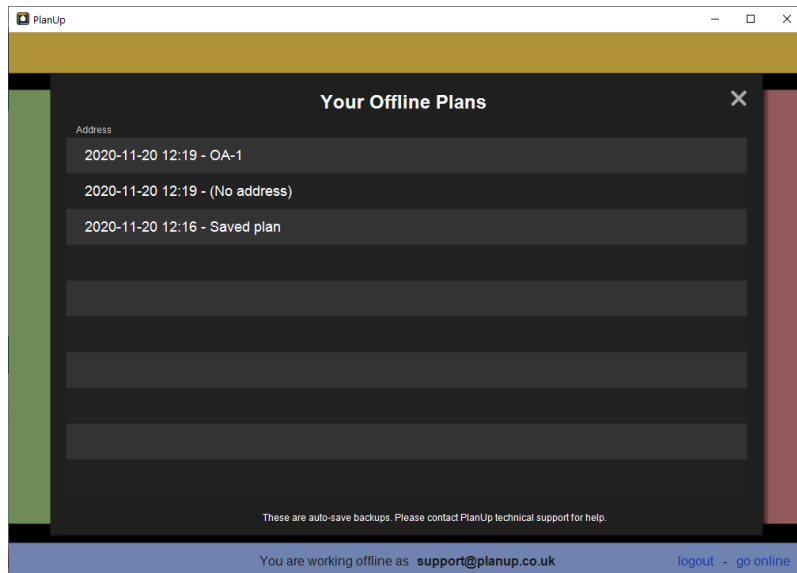 PlanUp
Your Offline Plans
Address
2020-11-20 12:19 - OA-1
2020-11-20 12:19 - (No address)
2020-11-20 12:16 - Saved plan
These are auto-save backups. Please contact PlanUp technical support for help.
You are working offline as support@planup.co.uk logout - go online